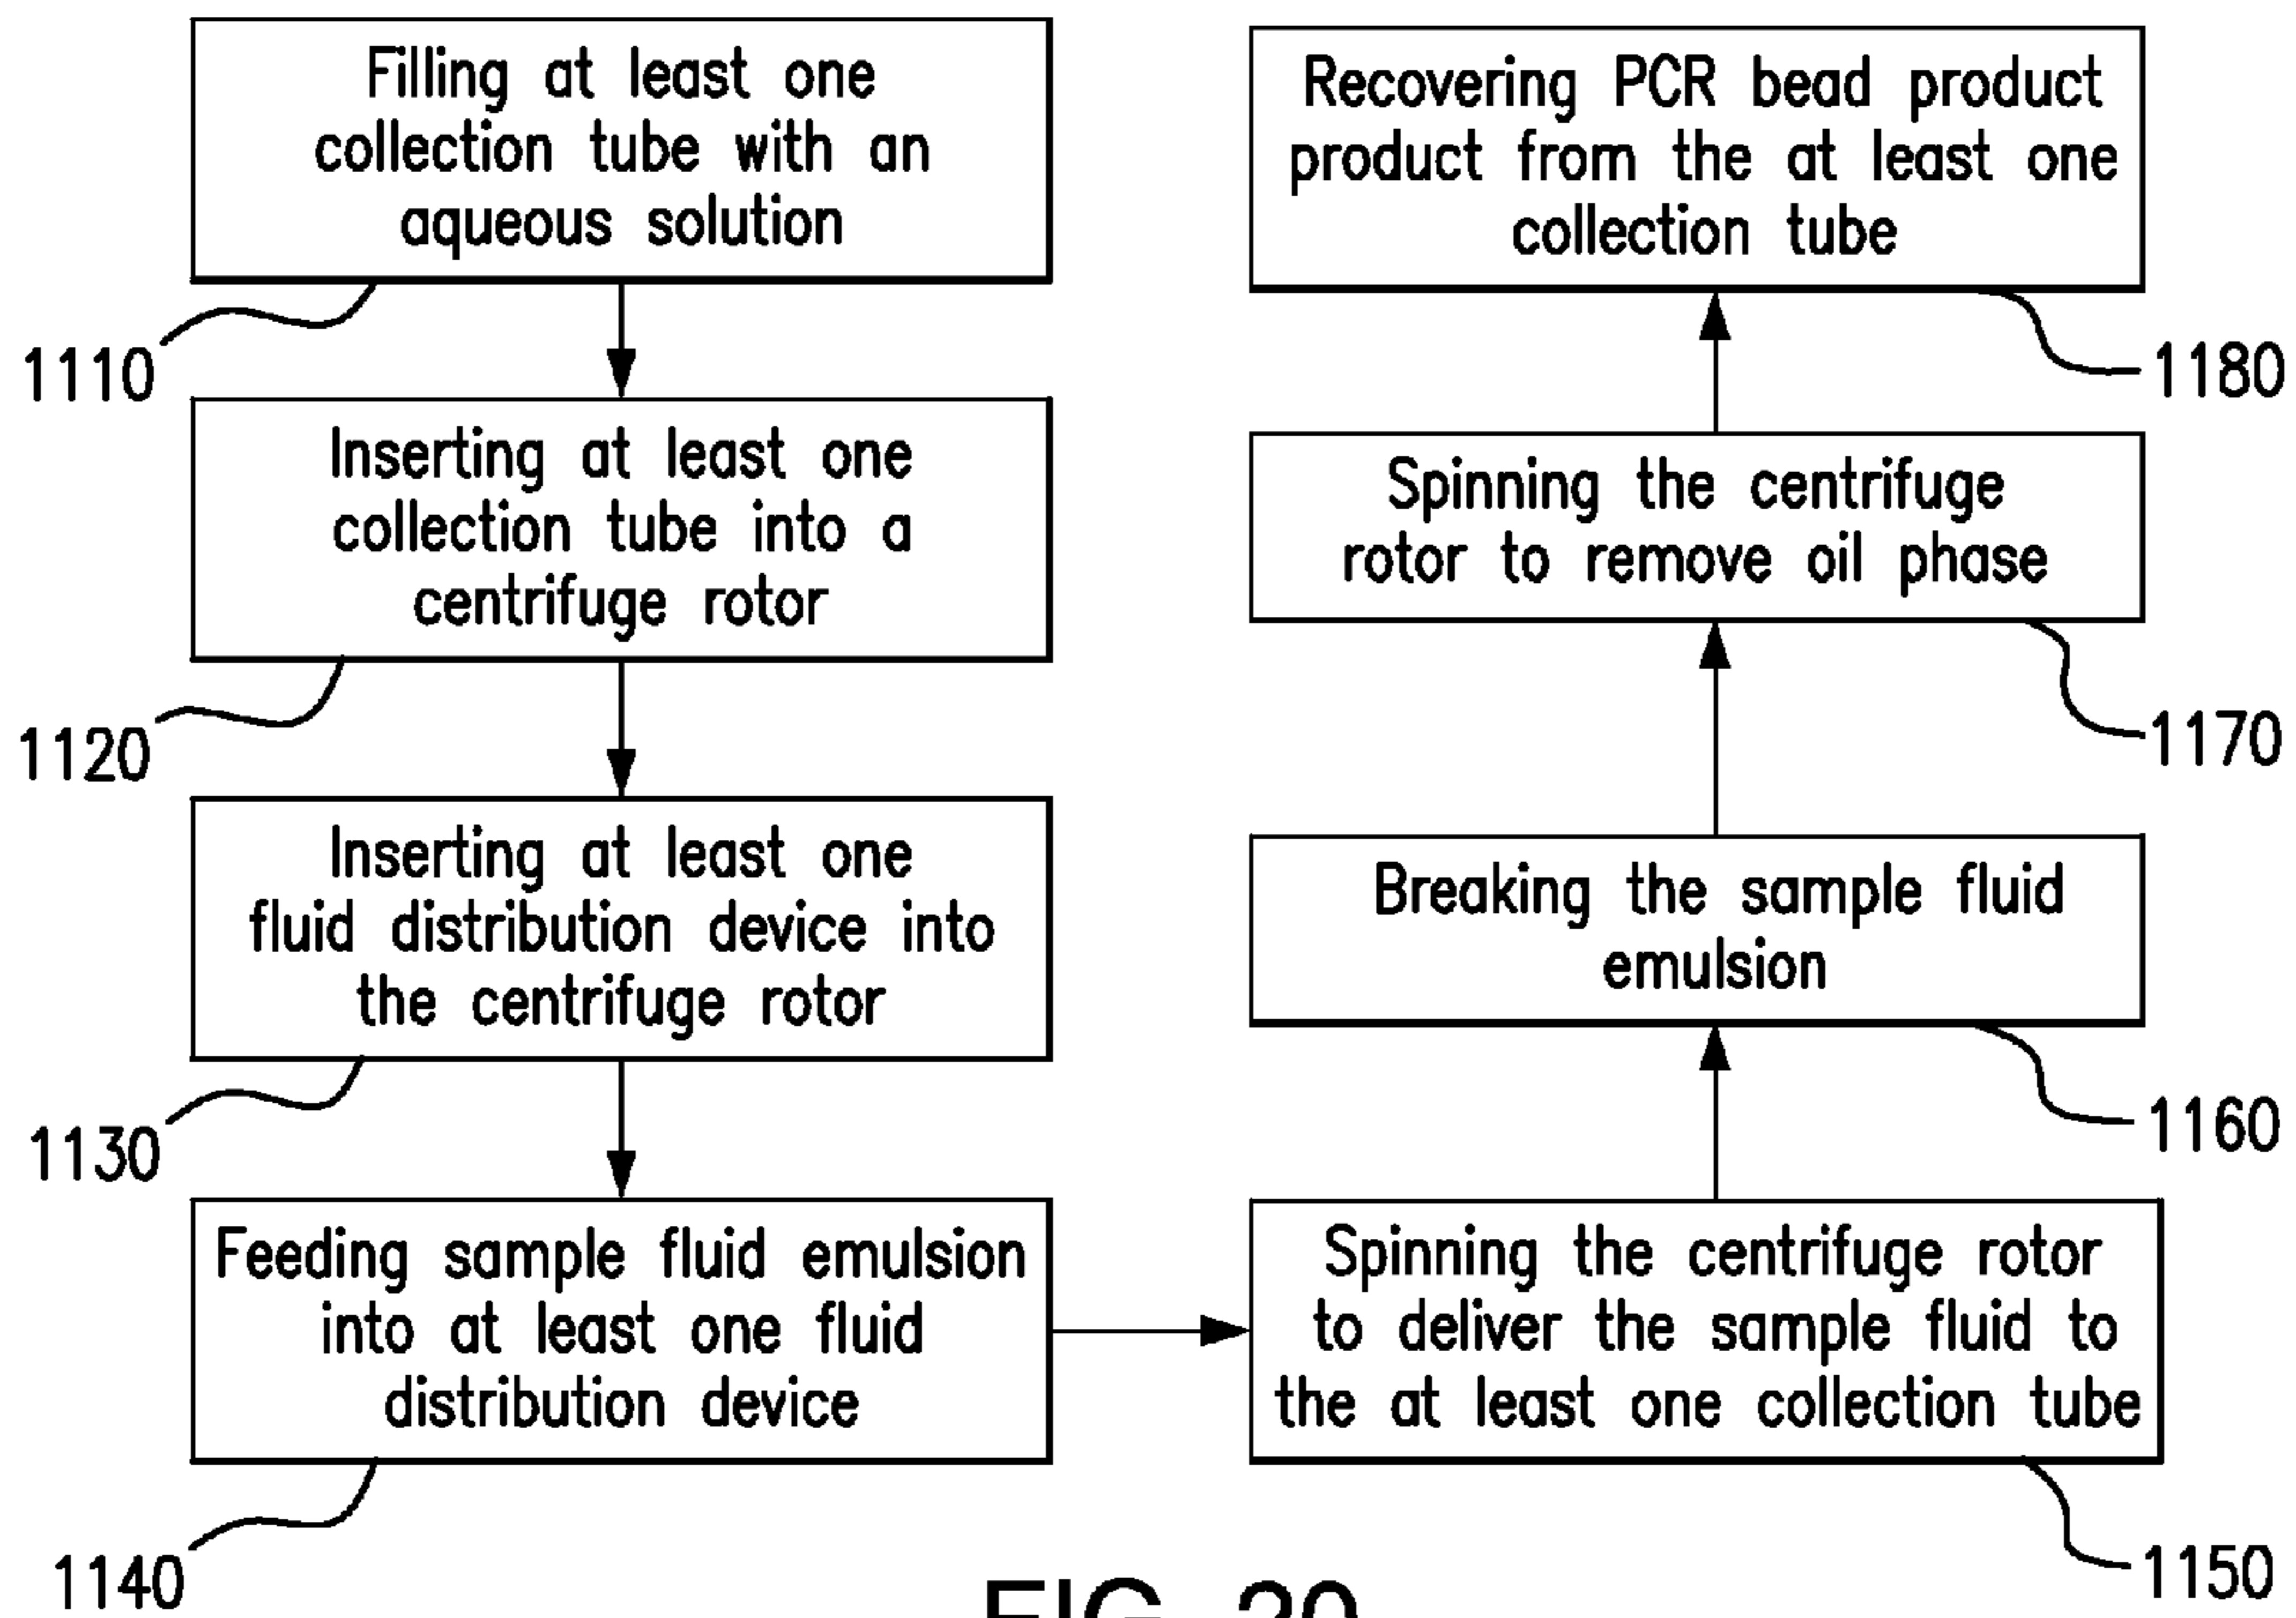 Filling at least one
collection tube with an
aqueous solution
1110
Inserting at least one
collection tube into a
centrifuge rotor
1120
Inserting at least one
fluid distribution device into
the centrifuge rotor
1130
Feeding sample fluid emulsion
into at least one fluid
distribution device
1140
Spinning the centrifuge rotor
to deliver the sample fluid to
the at least one collection tube
1150
Breaking the sample fluid
emulsion
1160
Spinning the centrifuge
rotor to remove oil phase
1170
Recovering PCR bead product
product from the at least one
collection tube
1180
FIG. 20